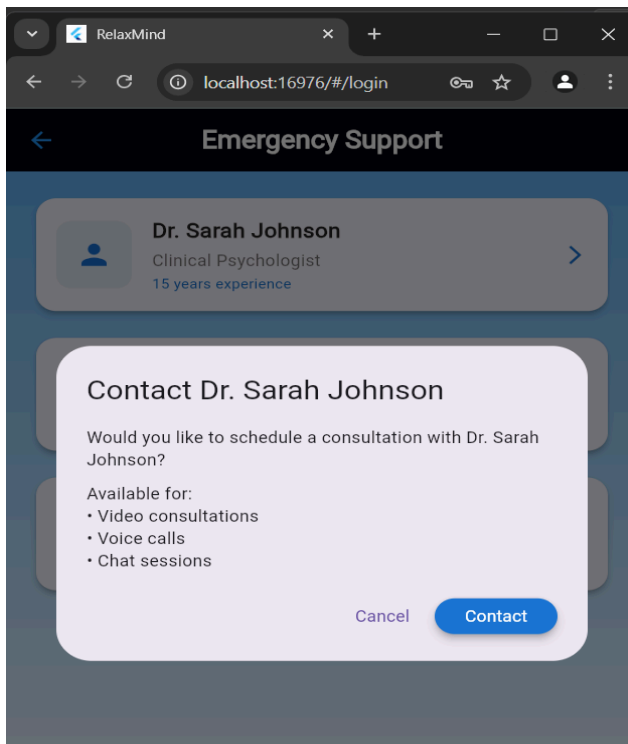 RelaxMind
localhost:16976/#/login
Emergency Support
Dr. Sarah Johnson
Clinical Psychologist
15 years experience
Contact Dr. Sarah Johnson
Would you like to schedule a consultation with Dr. Sarah
Johnson?
Available for:
• Video consultations
• Voice calls
• Chat sessions
Cancel
Contact